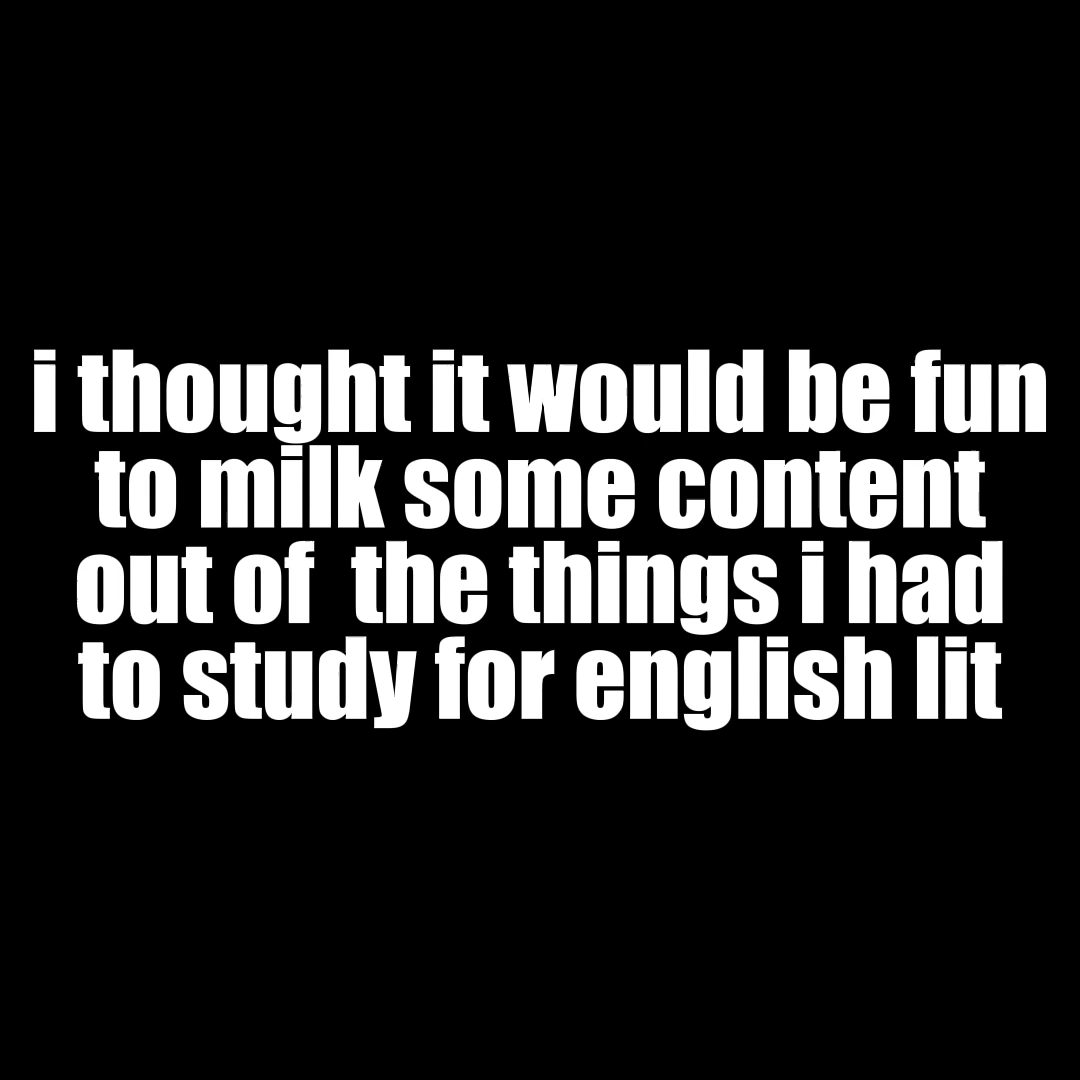 i thought it would be fun
to milk some content
out of  the things i had
to study for english lit